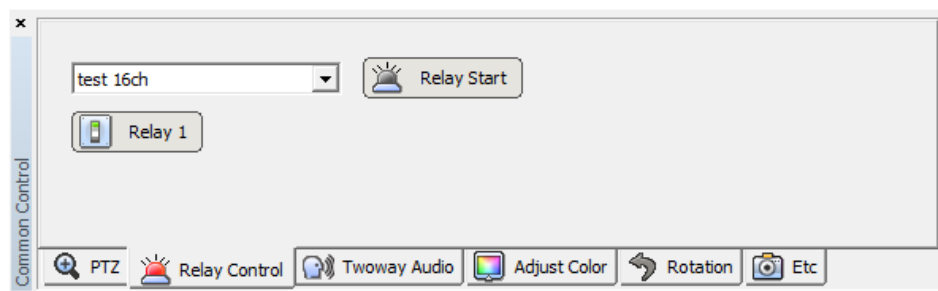 x
Common Control
test 16ch
Relay Start
Relay 1
PTZ
Relay Control
Twoway Audio
Adjust Color
Rotation
Etc